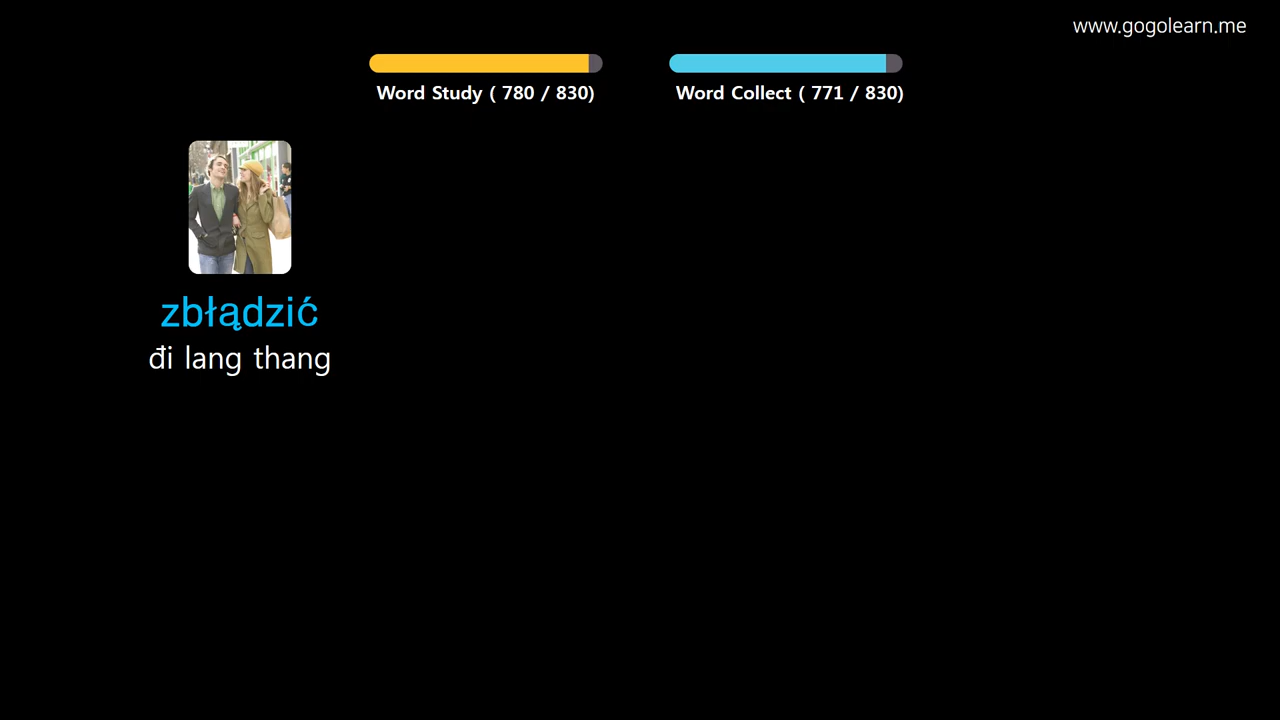 www.gogolearn.me
Word Study ( 780 / 830)
Word Collect ( 771 / 830)
zbłądzić
đi lang thang